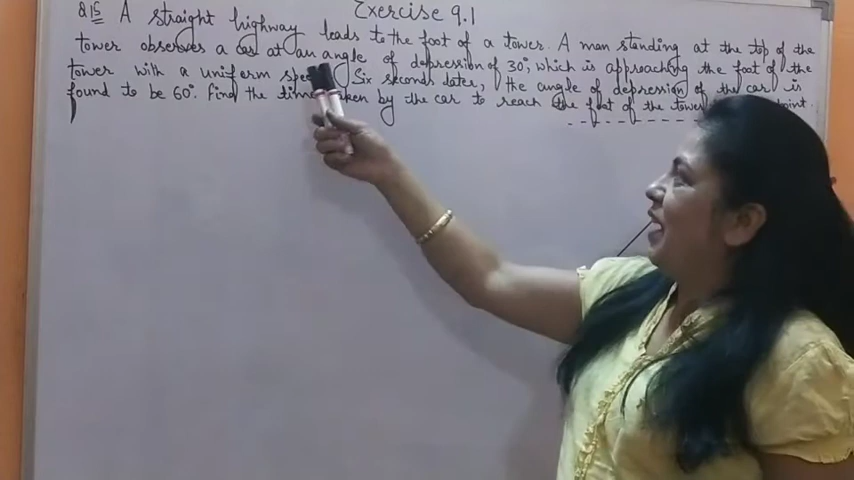 Exercise 9.1
Q15 A straight highway leads to the foot of a tower. A man standing at the top of the
tower observes a car at an angle of depression of 30°, which is approaching the foot of the
tower with a uniform Six seconds later, the angle of depression of the car is
found to be 60°. Find the time taken by the car to reach the foot of the tower